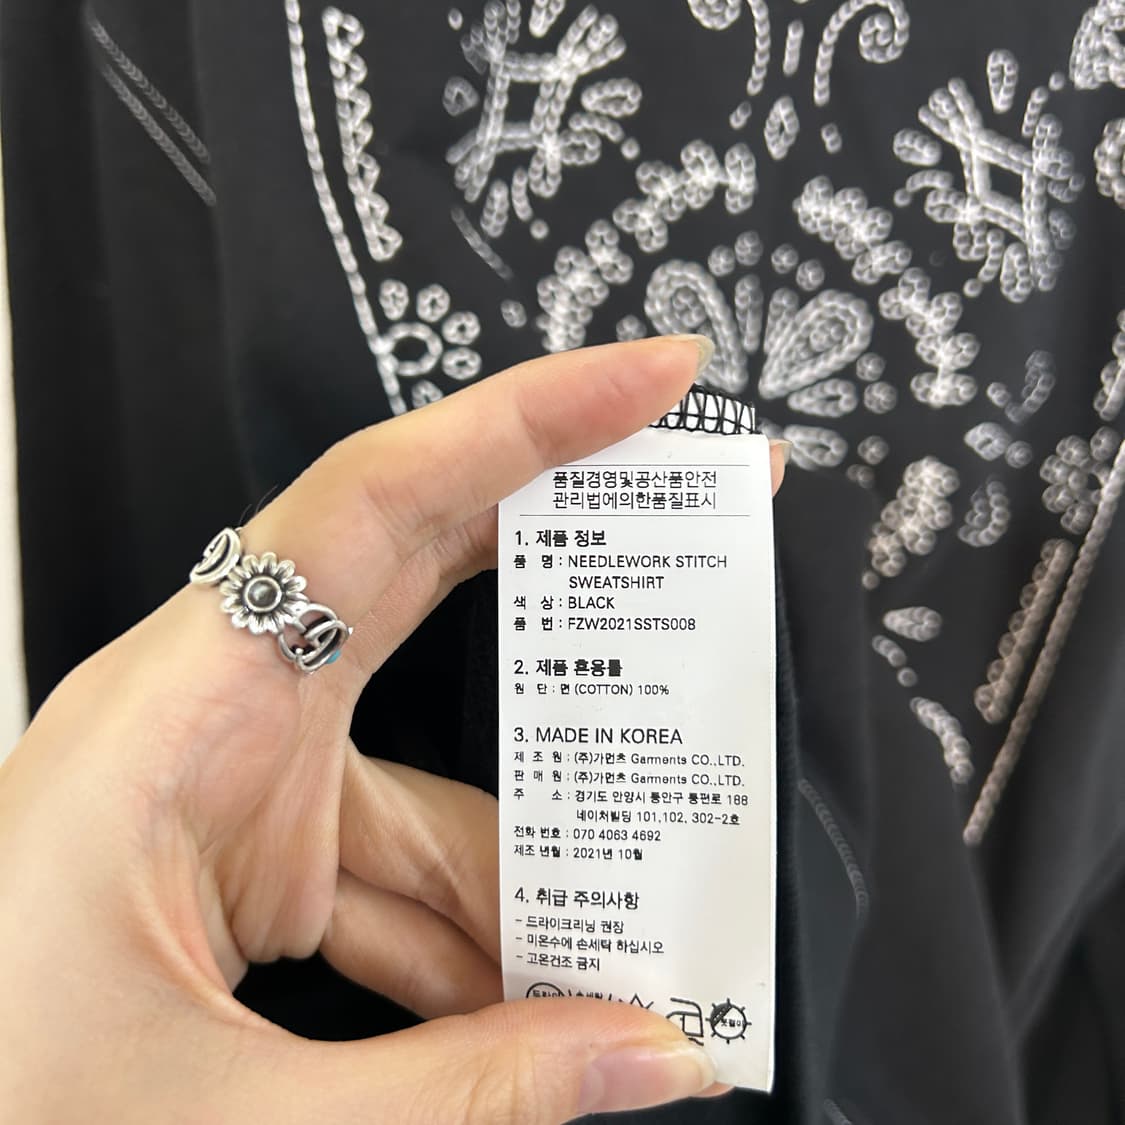 품질경영및공산품안전
관리법에의한품질표시
1. 제품 정보
품 명 : NEEDLEWORK STITCH
SWEATSHIRT
색 상 : BLACK
품 번 : FZW2021SSTS008
2. 제품 혼용률
원 단 : 면 (COTTON) 100%
3. MADE IN KOREA
제 조 원 : (주)가먼츠 Garments CO.,LTD.
판 매 원 : (주)가먼츠 Garments CO.,LTD.
주 소 : 경기도 안양시 동안구 동편로 188
네이처빌딩 101,102, 302-2호
전화 번호 : 070 4063 4692
제조 년월 : 2021년 10월
4. 취급 주의사항
- 드라이크리닝 권장
- 미온수에 손세탁 하십시오
- 고온건조 금지